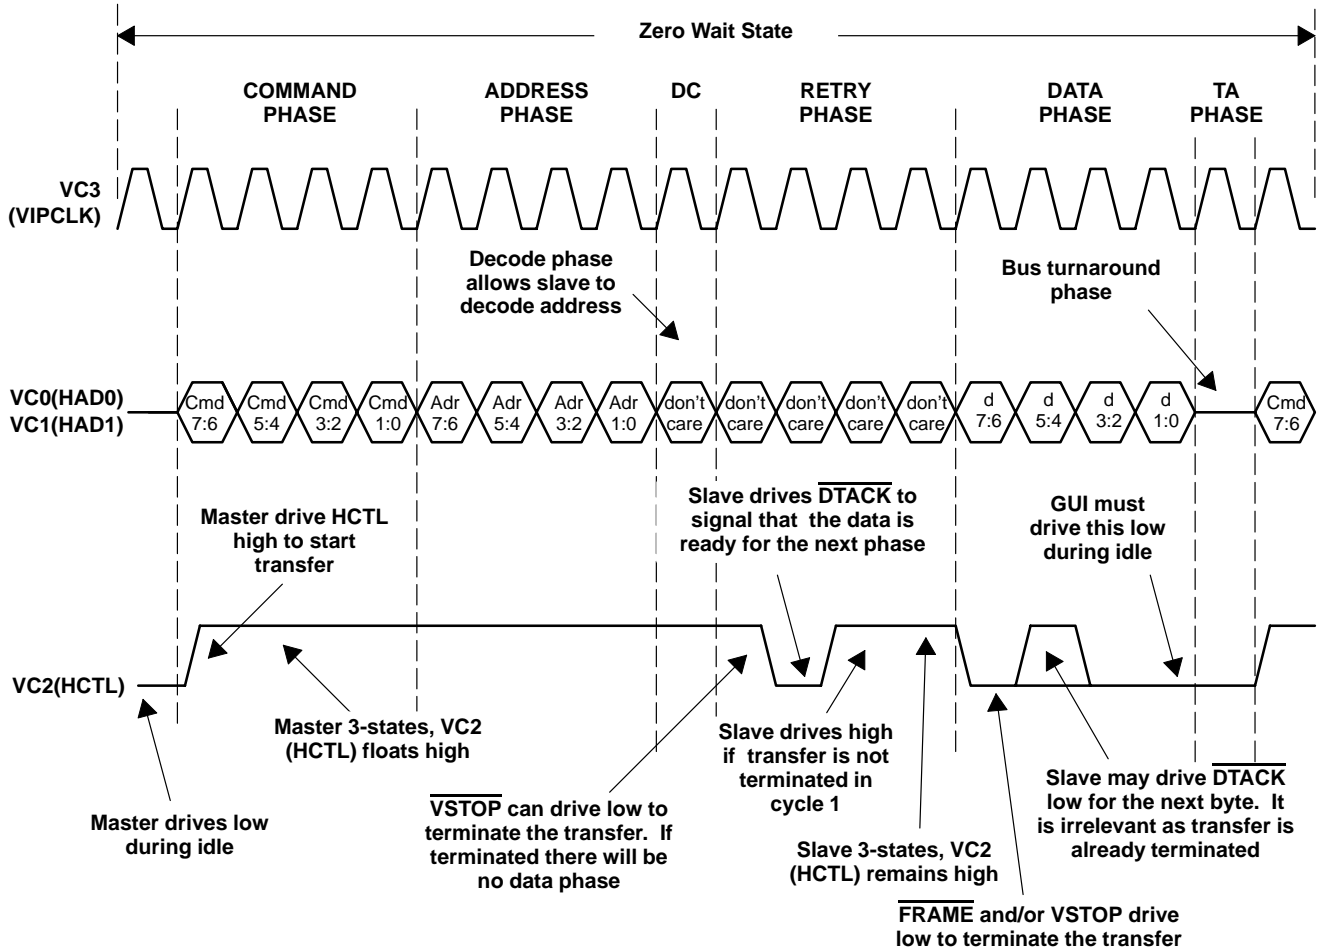 Zero Wait State
COMMAND
PHASE
ADDRESS
PHASE
DC
RETRY
PHASE
DATA
PHASE
TA
PHASE
VC3
(VIPCLK)
Decode phase
allows slave to
decode address
Bus turnaround
phase
VC0(HAD0)
VC1(HAD1)
Cmd
7:6
Cmd
5:4
Cmd
3:2
Cmd
1:0
Adr
7:6
Adr
5:4
Adr
3:2
Adr
1:0
don't
care
don't
care
don't
care
don't
care
don't
care
d
7:6
d
5:4
d
3:2
d
1:0
Cmd
7:6
Master drive HCTL
high to start
transfer
Slave drives DTACK to
signal that the data is
ready for the next phase
GUI must
drive this low
during idle
VC2(HCTL)
Master drives low
during idle
Master 3-states, VC2
(HCTL) floats high
VSTOP can drive low to
terminate the transfer. If
terminated there will be
no data phase
Slave drives high
if transfer is not
terminated in
cycle 1
Slave 3-states, VC2
(HCTL) remains high
Slave may drive DTACK
low for the next byte. It
is irrelevant as transfer is
already terminated
FRAME and/or VSTOP drive
low to terminate the transfer